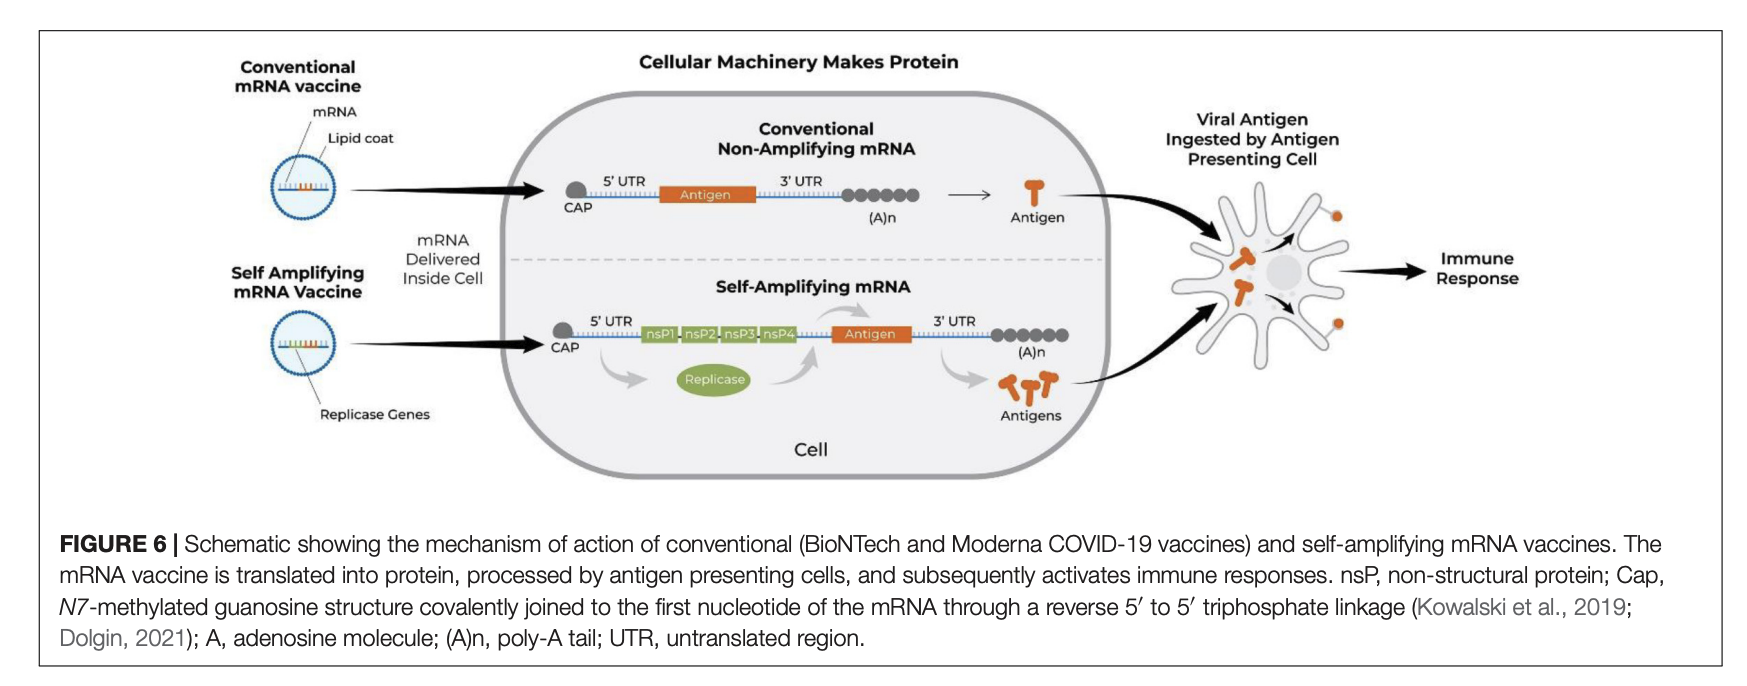 Conventional
mRNA vaccine
mRNA
Lipid coat
Self Amplifying
mRNA Vaccine
Replicase Genes
mRNA
Delivered
Inside Cell
Cellular Machinery Makes Protein
Conventional
Non-Amplifying mRNA
CAP
5' UTR
Antigen
3' UTR
(A)n
Antigen
Self-Amplifying mRNA
CAP
5' UTR
nsP1
nsP2
nsP3
nsP4
Antigen
3' UTR
(A)n
Replicase
Antigens
Cell
Viral Antigen
Ingested by Antigen
Presenting Cell
Immune
Response
FIGURE 6 | Schematic showing the mechanism of action of conventional (BioNTech and Moderna COVID-19 vaccines) and self-amplifying mRNA vaccines. The
mRNA vaccine is translated into protein, processed by antigen presenting cells, and subsequently activates immune responses. nsP, non-structural protein; Cap,
N7-methylated guanosine structure covalently joined to the first nucleotide of the mRNA through a reverse 5′ to 5′ triphosphate linkage (Kowalski et al., 2019;
Dolgin, 2021); A, adenosine molecule; (A)n, poly-A tail; UTR, untranslated region.